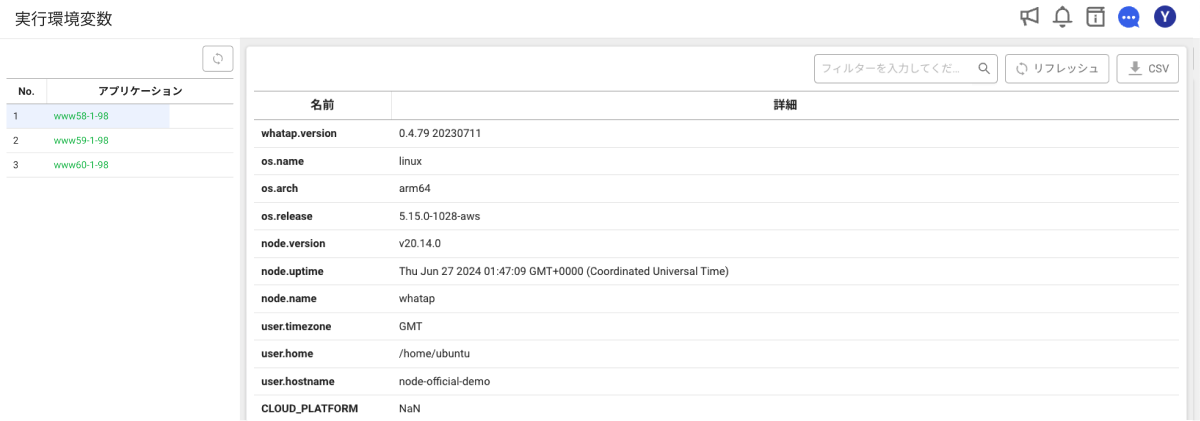 実行環境変数
Y
No. アプリケーション
1 www58-1-98
2 www59-1-98
3 www60-1-98
フィルターを入力してくだ... リフレッシュ CSV
名前 詳細
whatap.version 0.4.79 20230711
os.name linux
os.arch arm64
os.release 5.15.0-1028-aws
node.version v20.14.0
node.uptime Thu Jun 27 2024 01:47:09 GMT+0000 (Coordinated Universal Time)
node.name whatap
user.timezone GMT
user.home /home/ubuntu
user.hostname node-official-demo
CLOUD_PLATFORM NaN